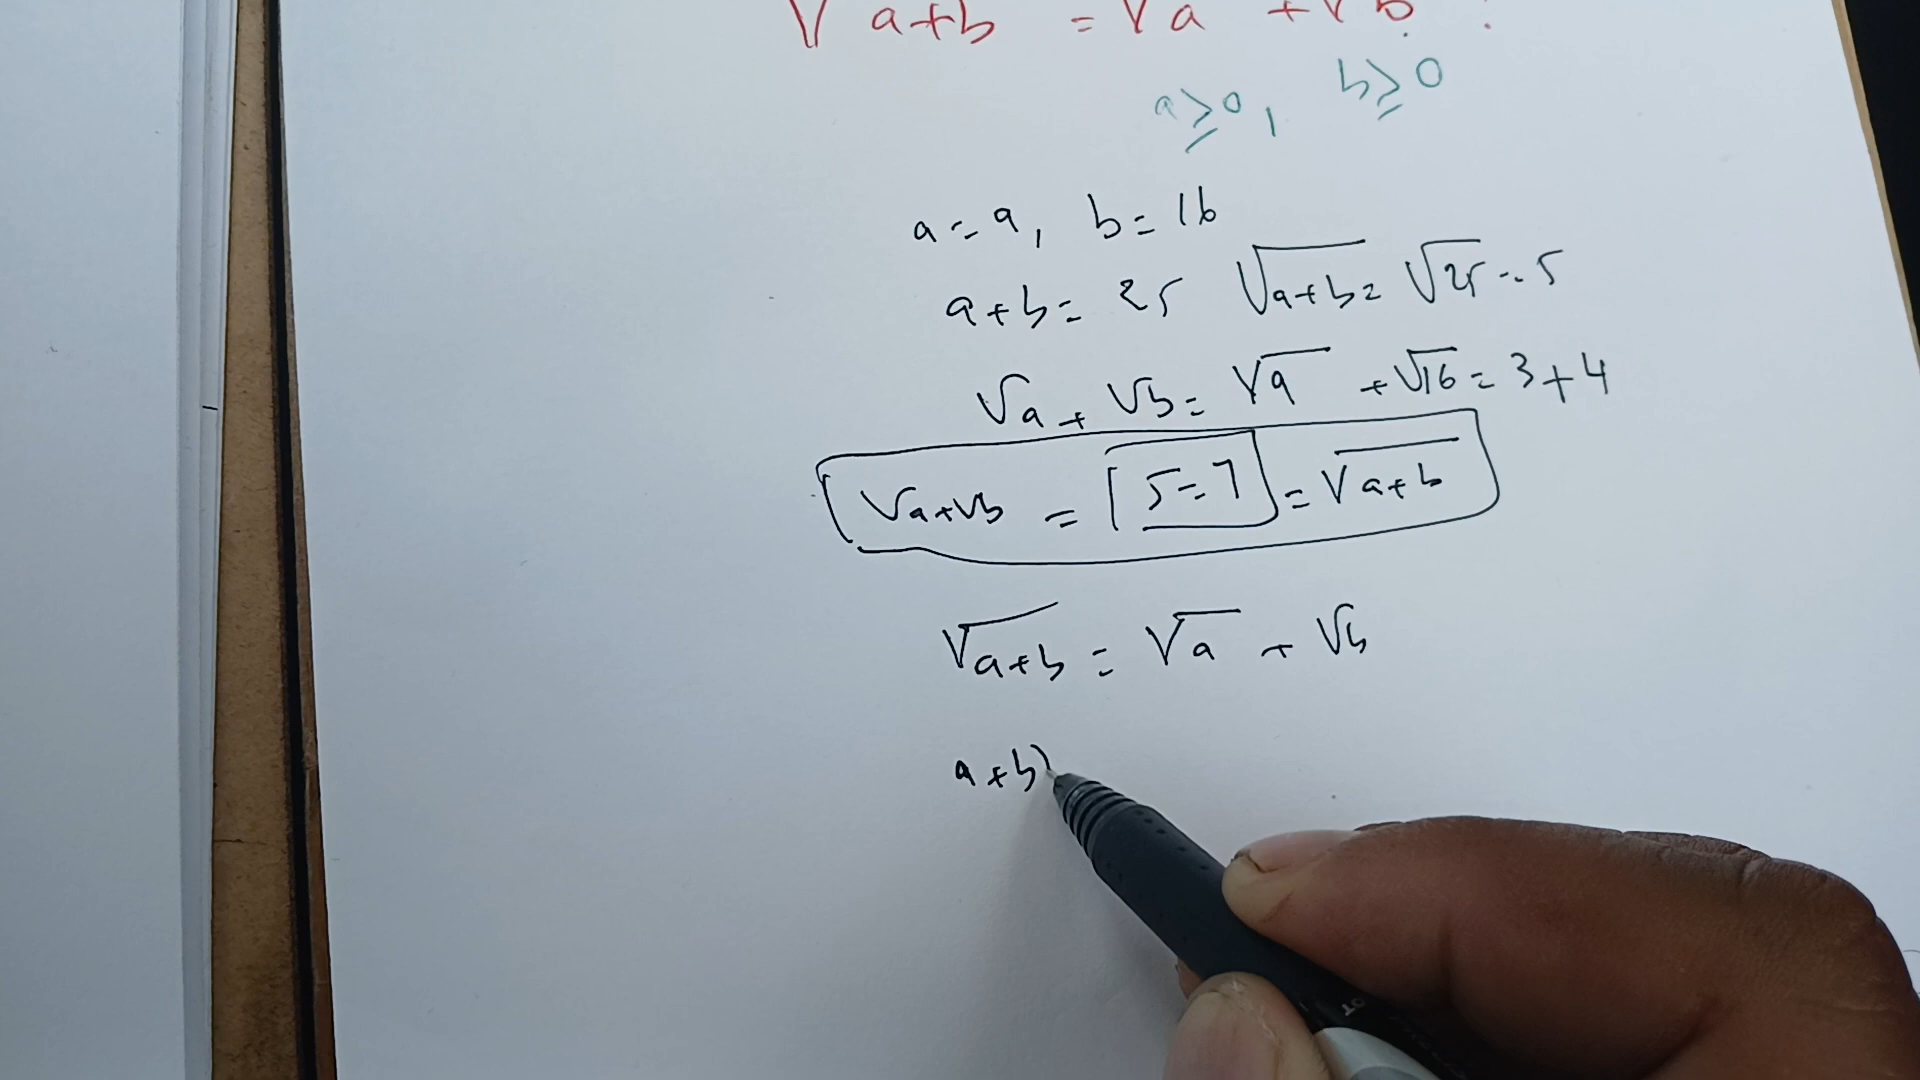 √a+b = √a + √b ?
a≥0, b≥0
a=9, b=16
a+b= 25 √a+b = √25 = 5
√a + √b = √9 + √16 = 3+4
√a+√b = 5=7 = √a+b
√a+b = √a + √b
a+b)